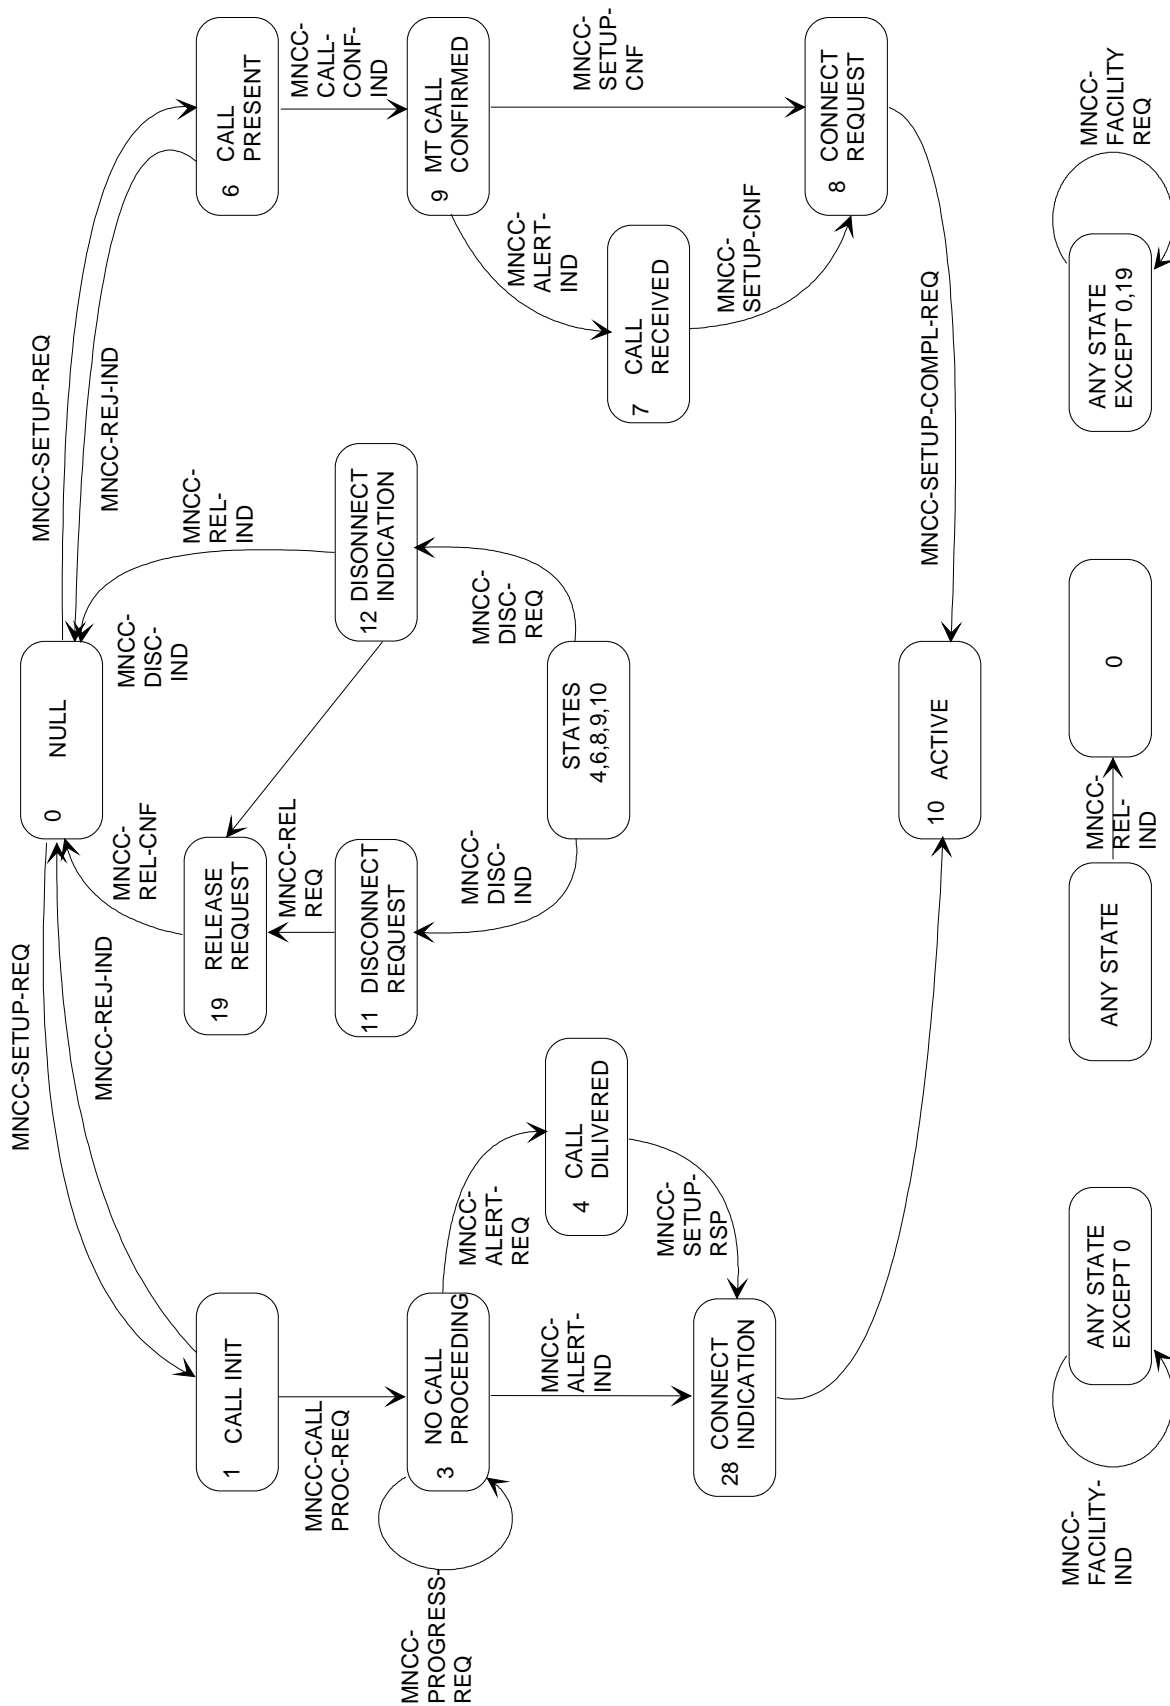 MNCC-SETUP-REQ
MNCC-REJ-IND
0 NULL
MNCC-SETUP-REQ
MNCC-REJ-IND
MNCC-
REL-CNF
MNCC-
DISC-
IND
MNCC-
REL-
IND
1 CALL INIT
19 RELEASE
REQUEST
6 CALL
PRESENT
MNCC-CALL
PROC-REQ
MNCC-REL
REQ
MNCC-
CALL-
CONF-
IND
11 DISCONNECT
REQUEST
12 DISONNECT
INDICATION
MNCC-
PROGRESS-
REQ
3 NO CALL
PROCEEDING
9 MT CALL
CONFIRMED
MNCC-
ALERT-
REQ
MNCC-
DISC-
IND
MNCC-
DISC-
REQ
MNCC-
ALERT-
IND
MNCC-
SETUP-
CNF
4 CALL
DILIVERED
STATES
4,6,8,9,10
MNCC-
ALERT-
IND
7 CALL
RECEIVED
MNCC-
SETUP-
RSP
MNCC-
SETUP-CNF
28 CONNECT
INDICATION
8 CONNECT
REQUEST
MNCC-SETUP-COMPL-REQ
10 ACTIVE
MNCC-
FACILITY-
IND
ANY STATE
EXCEPT 0
ANY STATE
MNCC-
REL-
IND
0
ANY STATE
EXCEPT 0,19
MNCC-
FACILITY
REQ